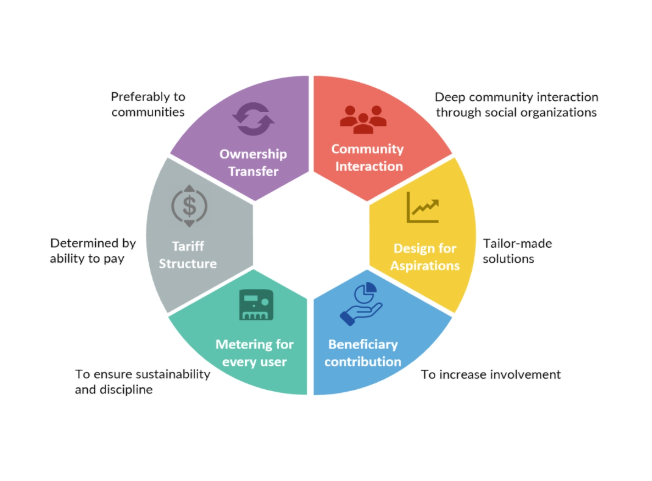 Preferably to
communities
Ownership
Transfer
Community
Interaction
Deep community interaction
through social organizations
Design for
Aspirations
Tailor-made
solutions
Beneficiary
contribution
To increase involvement
Metering for
every user
To ensure sustainability
and discipline
Tariff
Structure
Determined by
ability to pay
$